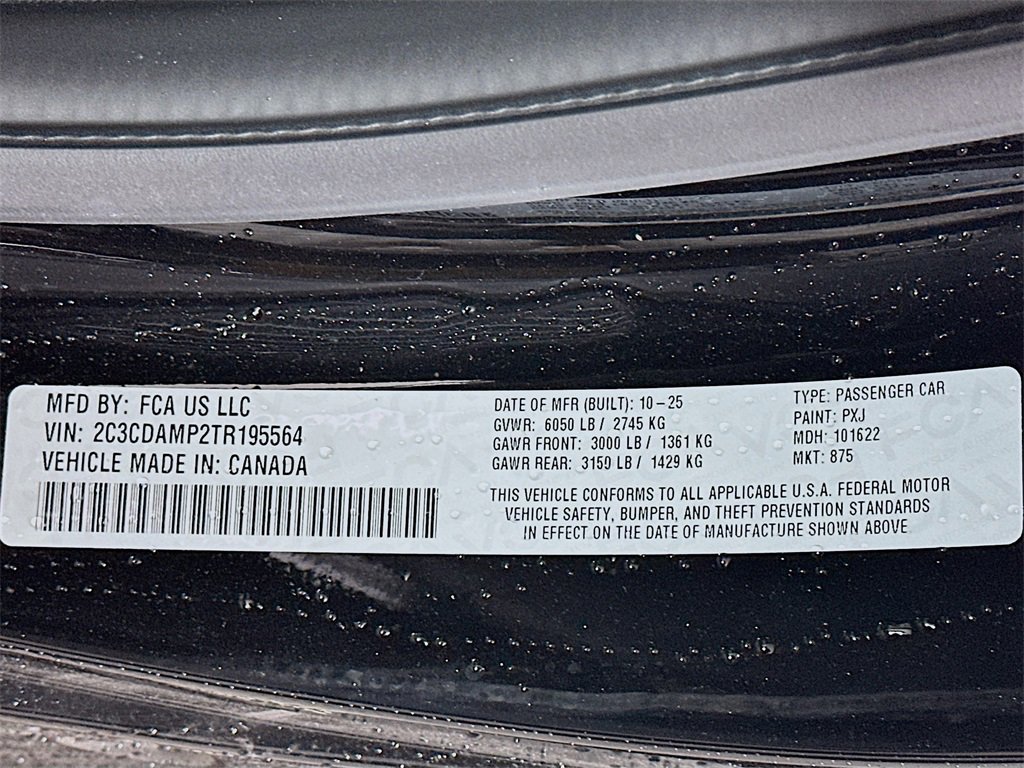 MFD BY: FCA US LLC
VIN: 2C3CDAMP2TR195564
VEHICLE MADE IN: CANADA
DATE OF MFR (BUILT): 10-25
GVWR: 6050 LB / 2745 KG
GAWR FRONT: 3000 LB / 1361 KG
GAWR REAR: 3150 LB / 1429 KG
TYPE: PASSENGER CAR
PAINT: PXJ
MDH: 101622
MKT: 875
THIS VEHICLE CONFORMS TO ALL APPLICABLE U.S.A. FEDERAL MOTOR
VEHICLE SAFETY, BUMPER, AND THEFT PREVENTION STANDARDS
IN EFFECT ON THE DATE OF MANUFACTURE SHOWN ABOVE